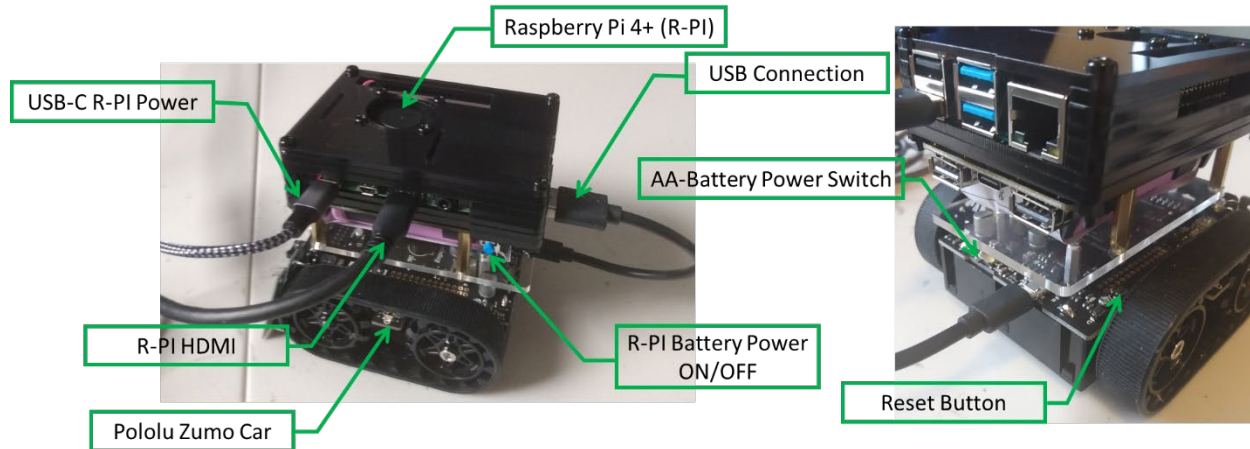 Raspberry Pi 4+ (R-PI)
USB Connection
USB-C R-PI Power
AA-Battery Power Switch
R-PI HDMI
R-PI Battery Power
ON/OFF
Reset Button
Pololu Zumo Car